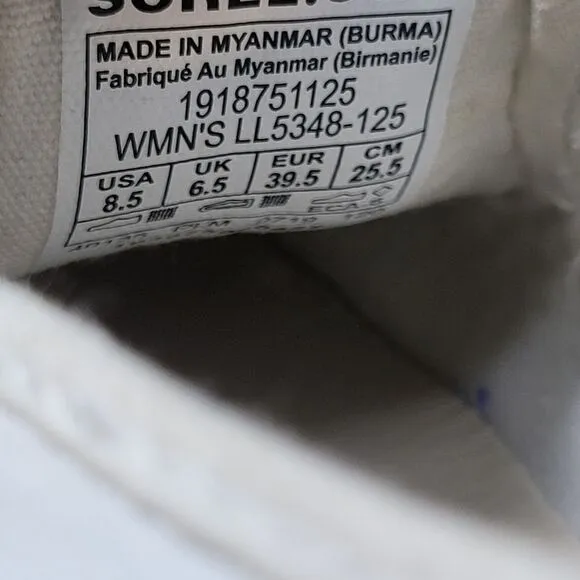 MADE IN MYANMAR (BURMA)
Fabriqué Au Myanmar (Birmanie)
1918751125
WMN'S LL5348-125
USA UK EUR CM
8.5 6.5 39.5 25.5